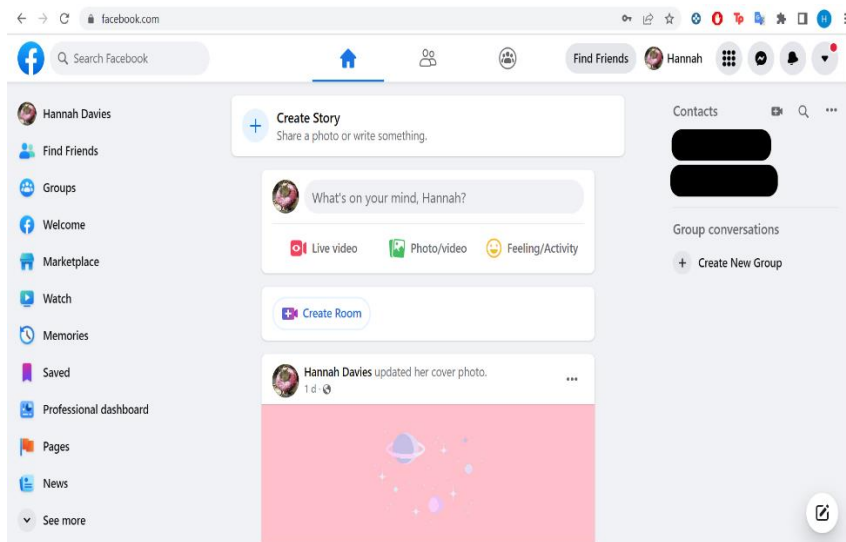 facebook.com
Search Facebook
Find Friends
Hannah
Hannah Davies
Find Friends
Groups
Welcome
Marketplace
Watch
Memories
Saved
Professional dashboard
Pages
News
See more
Create Story
Share a photo or write something.
What's on your mind, Hannah?
Live video
Photo/video
Feeling/Activity
Create Room
Hannah Davies updated her cover photo.
1 d ·
Contacts
Group conversations
Create New Group
Tp
H